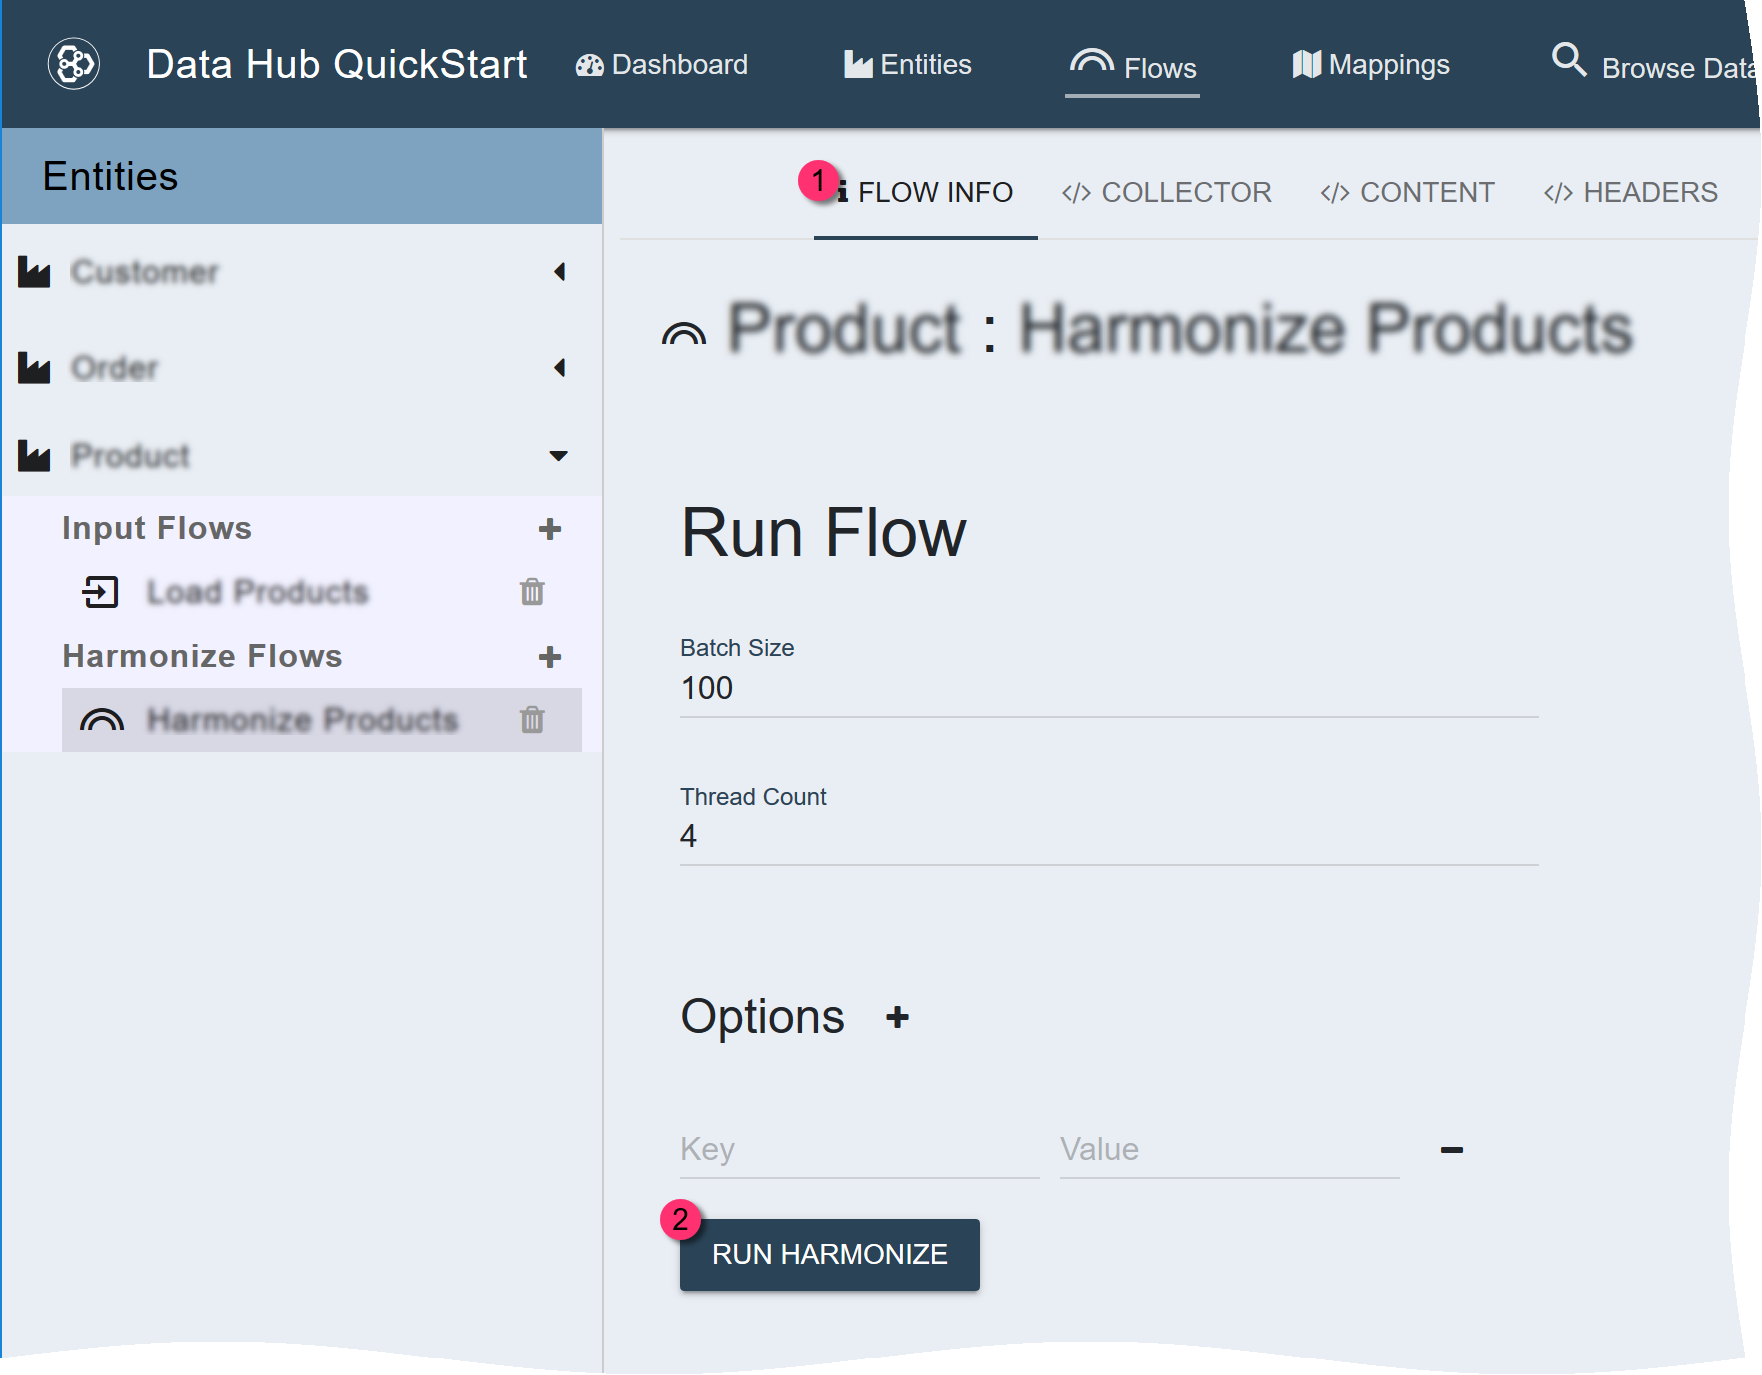 Data Hub QuickStart
Dashboard
Entities
Flows
Mappings
Browse Data
Entities
Customer
Order
Product
Input Flows
Load Products
Harmonize Flows
Harmonize Products
1
FLOW INFO
</> COLLECTOR
</> CONTENT
</> HEADERS
Product : Harmonize Products
Run Flow
Batch Size
100
Thread Count
4
Options +
Key
Value
2
RUN HARMONIZE